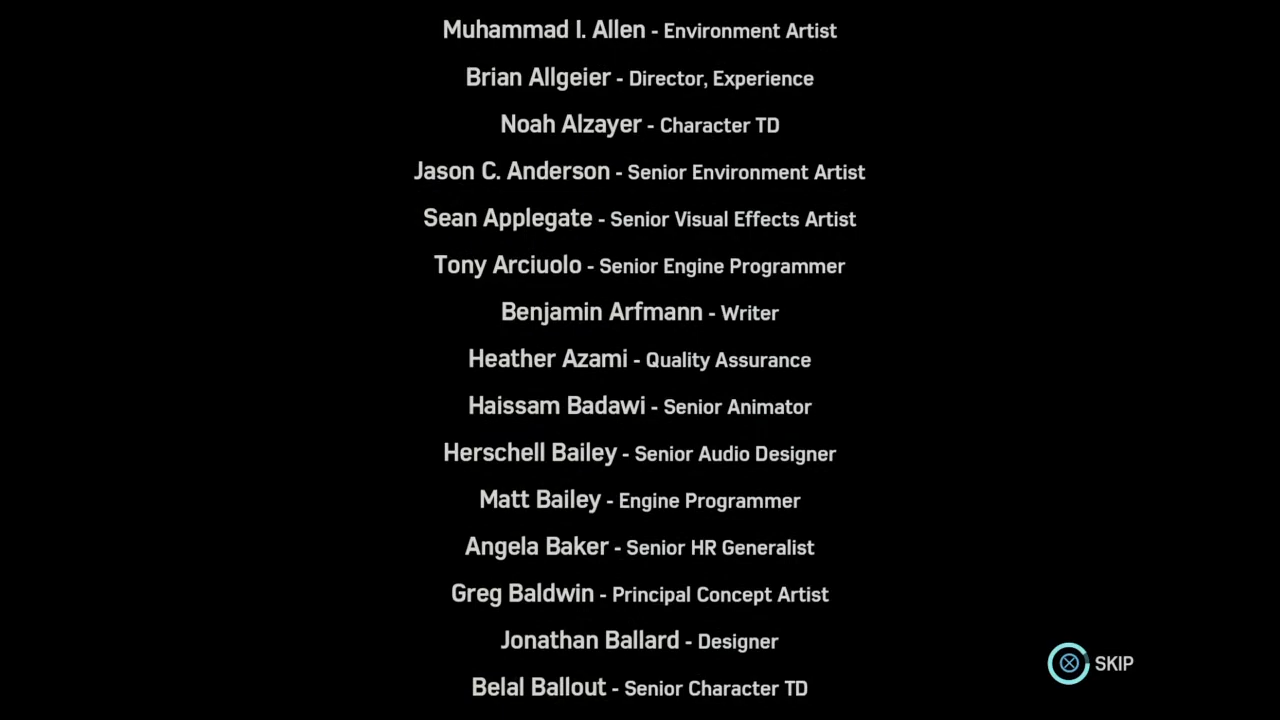 Muhammad I. Allen - Environment Artist
Brian Allgeier - Director, Experience
Noah Alzayer - Character TD
Jason C. Anderson - Senior Environment Artist
Sean Applegate - Senior Visual Effects Artist
Tony Arciuolo - Senior Engine Programmer
Benjamin Arfmann - Writer
Heather Azami - Quality Assurance
Haissam Badawi - Senior Animator
Herschell Bailey - Senior Audio Designer
Matt Bailey - Engine Programmer
Angela Baker - Senior HR Generalist
Greg Baldwin - Principal Concept Artist
Jonathan Ballard - Designer
SKIP
Belal Ballout - Senior Character TD